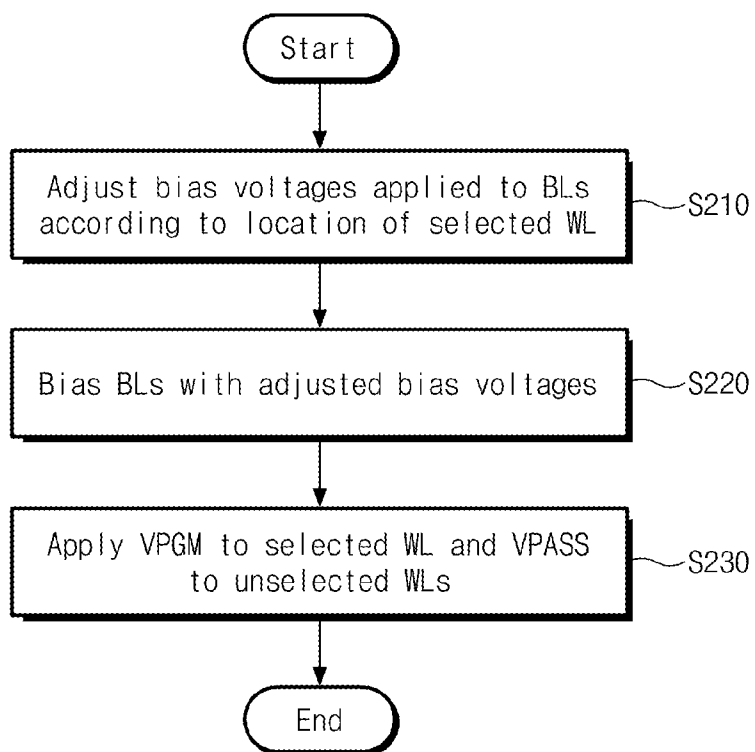 Start
Adjust bias voltages applied to BLs
according to location of selected WL
S210
Bias BLs with adjusted bias voltages
S220
Apply VPGM to selected WL and VPASS
to unselected WLs
S230
End